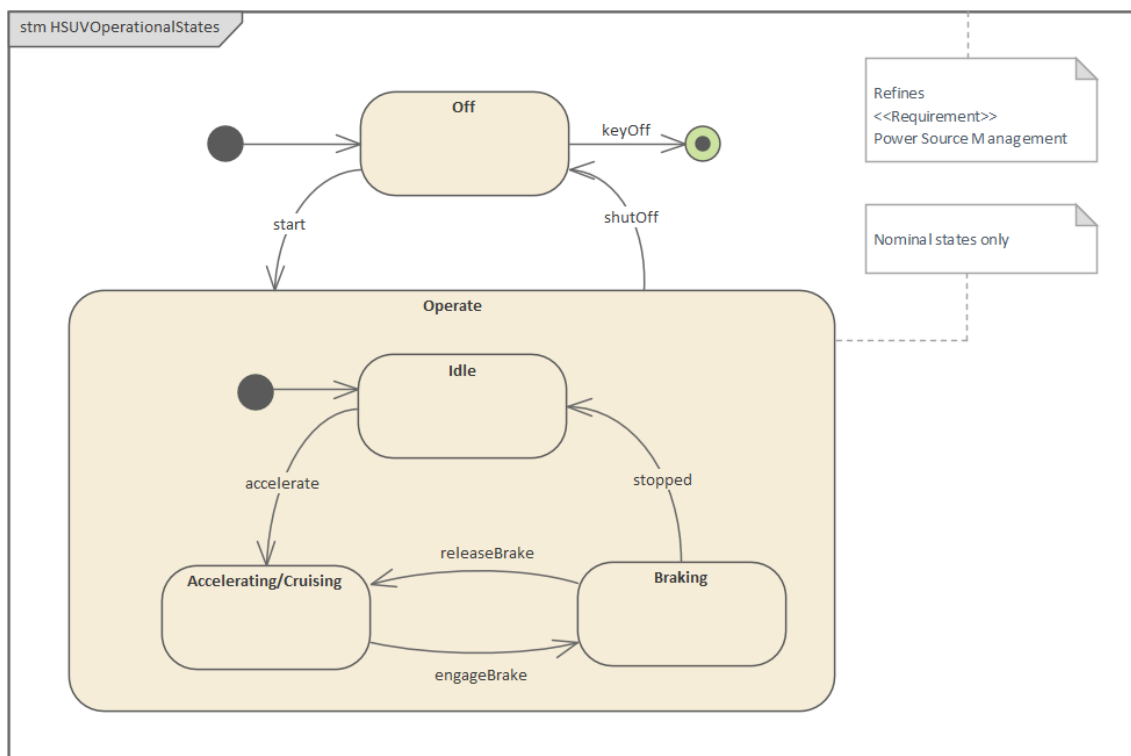 stm HSUVOperationalStates
Refines
<<Requirement>>
Power Source Management
Off
keyOff
start
shutOff
Nominal states only
Operate
Idle
accelerate
stopped
releaseBrake
Accelerating/Cruising
Braking
engageBrake